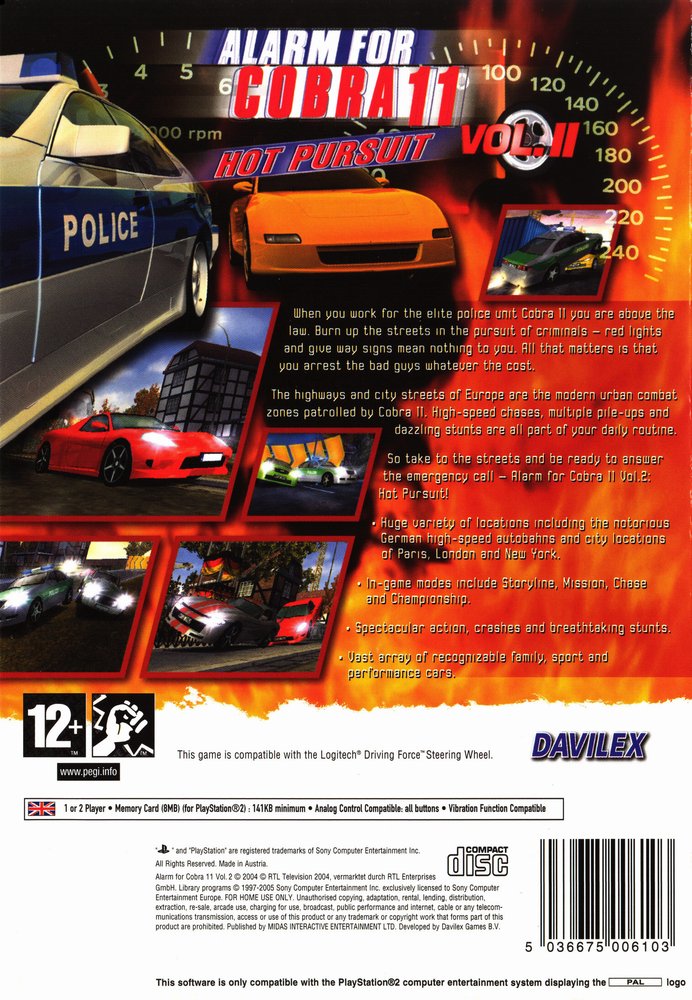 ALARM FOR
COBRA 11
HOT PURSUIT
VOL. II
3 4 5 6
000 rpm
100 120 140 160 180 200 220 240
POLICE
When you work for the elite police unit Cobra 11 you are above the
law. Burn up the streets in the pursuit of criminals – red lights
and give way signs mean nothing to you. All that matters is that
you arrest the bad guys whatever the cost.
The highways and city streets of Europe are the modern urban combat
zones patrolled by Cobra 11. High-speed chases, multiple pile-ups and
dazzling stunts are all part of your daily routine.
So take to the streets and be ready to answer
the emergency call – Alarm for Cobra 11 Vol.2:
Hot Pursuit!
• Huge variety of locations including the notorious
German high-speed autobahns and city locations
of Paris, London and New York.
• In-game modes include Storyline, Mission, Chase
and Championship.
• Spectacular action, crashes and breathtaking stunts.
• Vast array of recognizable family, sport and
performance cars.
12+™
www.pegi.info
This game is compatible with the Logitech® Driving Force™ Steering Wheel.
DAVILEX
1 or 2 Player • Memory Card (8MB) (for PlayStation®2) : 141KB minimum • Analog Control Compatible: all buttons • Vibration Function Compatible
" " and "PlayStation" are registered trademarks of Sony Computer Entertainment Inc.
All Rights Reserved. Made in Austria.
COMPACT
disc
Alarm for Cobra 11 Vol. 2 © 2004 © RTL Television 2004, vermarktet durch RTL Enterprises
GmbH. Library programs © 1997-2005 Sony Computer Entertainment Inc. exclusively licensed to Sony Computer
Entertainment Europe. FOR HOME USE ONLY. Unauthorised copying, adaptation, rental, lending, distribution,
extraction, re-sale, arcade use, charging for use, broadcast, public performance and internet, cable or any telecom-
munications transmission, access or use of this product or any trademark or copyright work that forms part of this
product are prohibited. Published by MIDAS INTERACTIVE ENTERTAINMENT LTD. Developed by Davilex Games B.V.
5 036675 006103
This software is only compatible with the PlayStation®2 computer entertainment system displaying the PAL logo